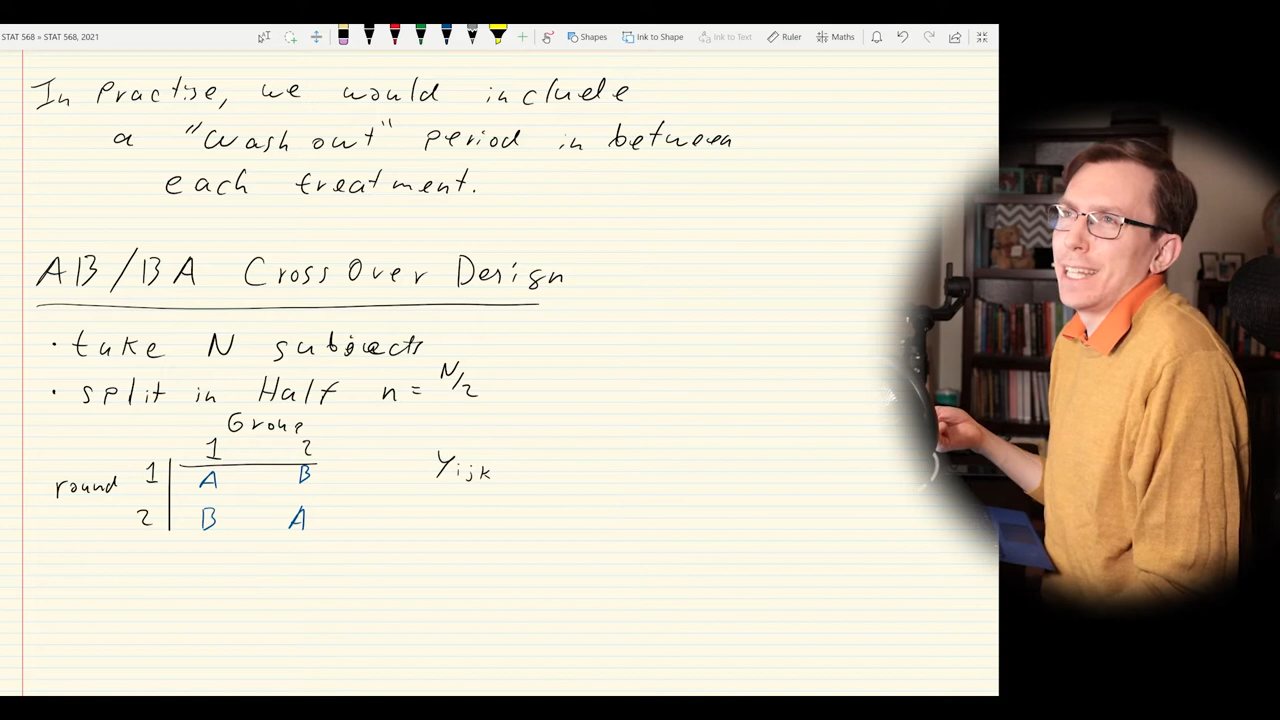 STAT 568 » STAT 568, 2021
Shapes Ink to Shape Ink to Text Ruler Maths
In Practise, we would include
a "wash out" period in between
each treatment.
AB/BA Cross Over Design
· take N subjects
· split in Half n = N/2
Group
1 2
round 1 A B
2 B A
Yijk